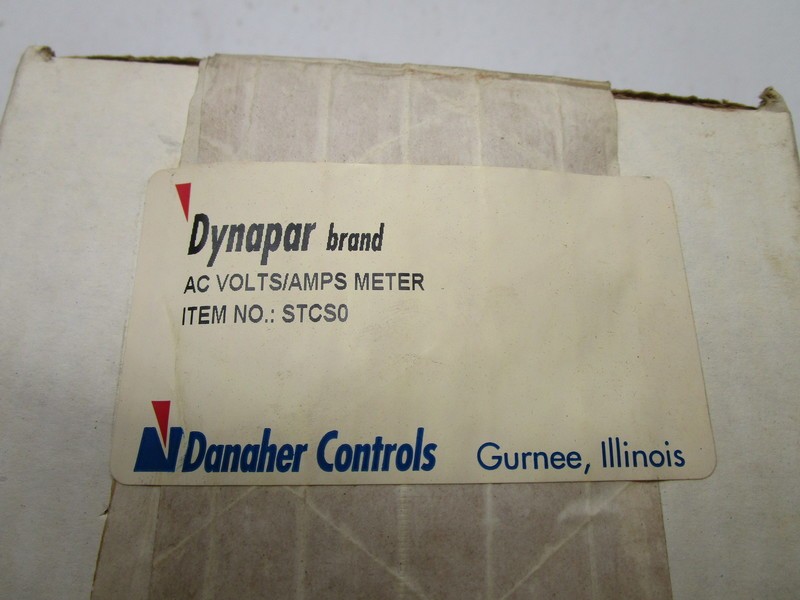 Dynapar brand
AC VOLTS/AMPS METER
ITEM NO.: STCS0
Danaher Controls Gurnee, Illinois